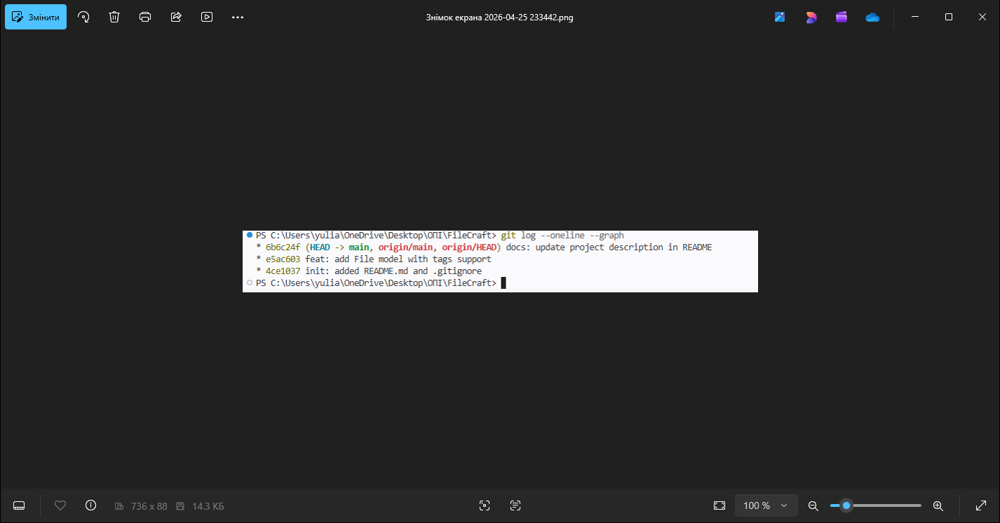 Змінити
Знімок екрана 2026-04-25 233442.png
PS C:\Users\yulia\OneDrive\Desktop\ОПІ\FileCraft> git log --oneline --graph
* 6b6c24f (HEAD -> main, origin/main, origin/HEAD) docs: update project description in README
* e5ac603 feat: add File model with tags support
* 4ce1037 init: added README.md and .gitignore
PS C:\Users\yulia\OneDrive\Desktop\ОПІ\FileCraft>
736 x 88
14.3 КБ
100 %